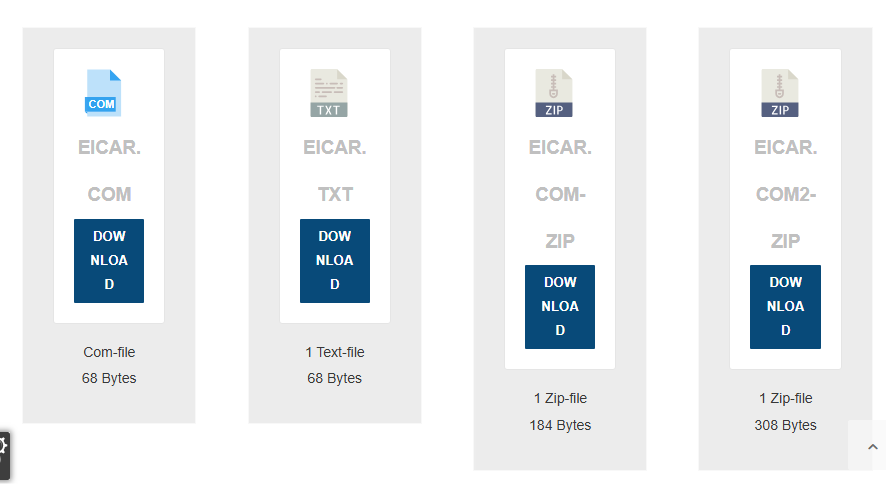 COM
EICAR.
COM
DOW
NLOA
D
Com-file
68 Bytes
TXT
EICAR.
TXT
DOW
NLOA
D
1 Text-file
68 Bytes
ZIP
EICAR.
COM-
ZIP
DOW
NLOA
D
1 Zip-file
184 Bytes
ZIP
EICAR.
COM2-
ZIP
DOW
NLOA
D
1 Zip-file
308 Bytes